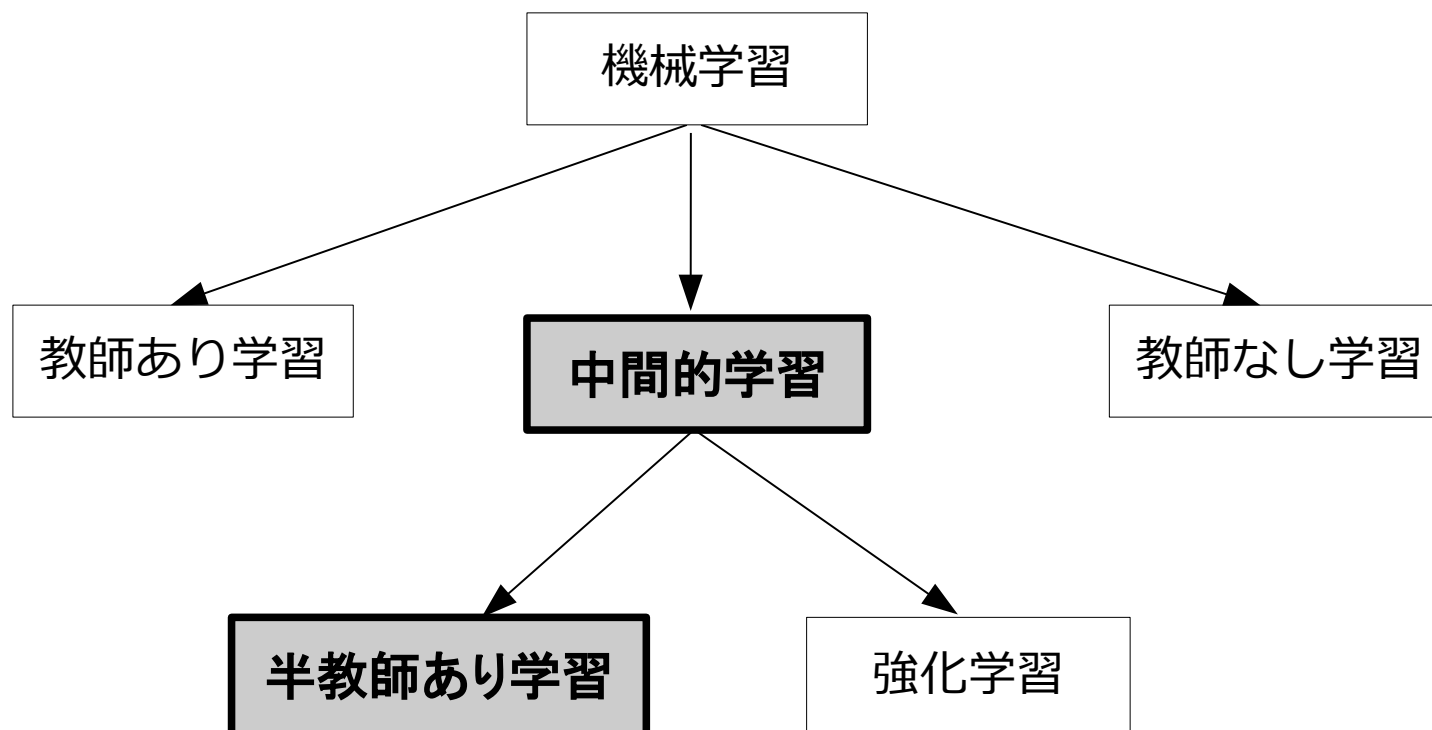 機械学習
教師あり学習
中間的学習
教師なし学習
半教師あり学習
強化学習